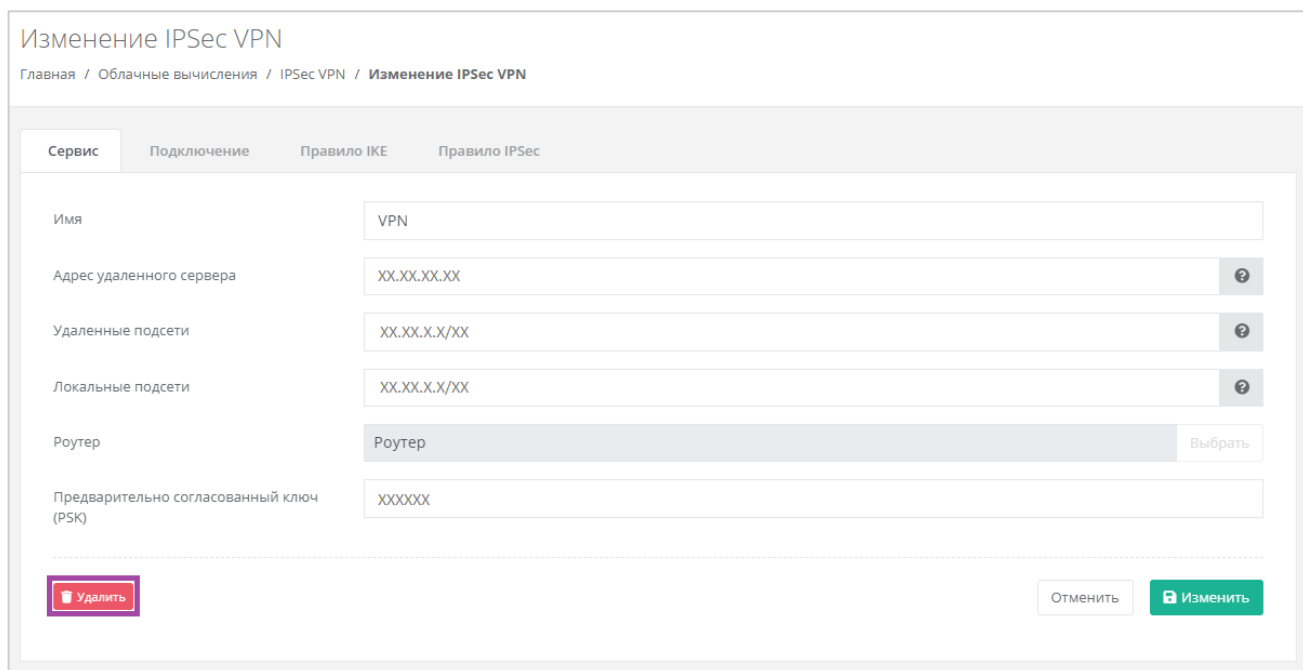 Изменение IPSec VPN
Главная / Облачные вычисления / IPSec VPN / Изменение IPSec VPN
Сервис Подключение Правило IKE Правило IPSec
Имя VPN
Адрес удаленного сервера XX.XX.XX.XX
Удаленные подсети XX.XX.X.X/XX
Локальные подсети XX.XX.X.X/XX
Роутер Роутер Выбрать
Предварительно согласованный ключ
(PSK) XXXXXX
Удалить Отменить Изменить